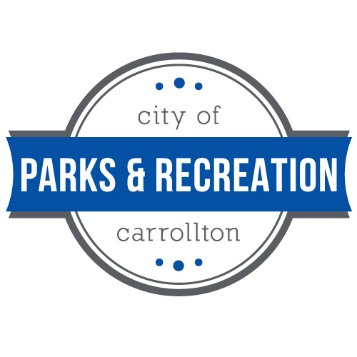 city of
PARKS & RECREATION
carrollton